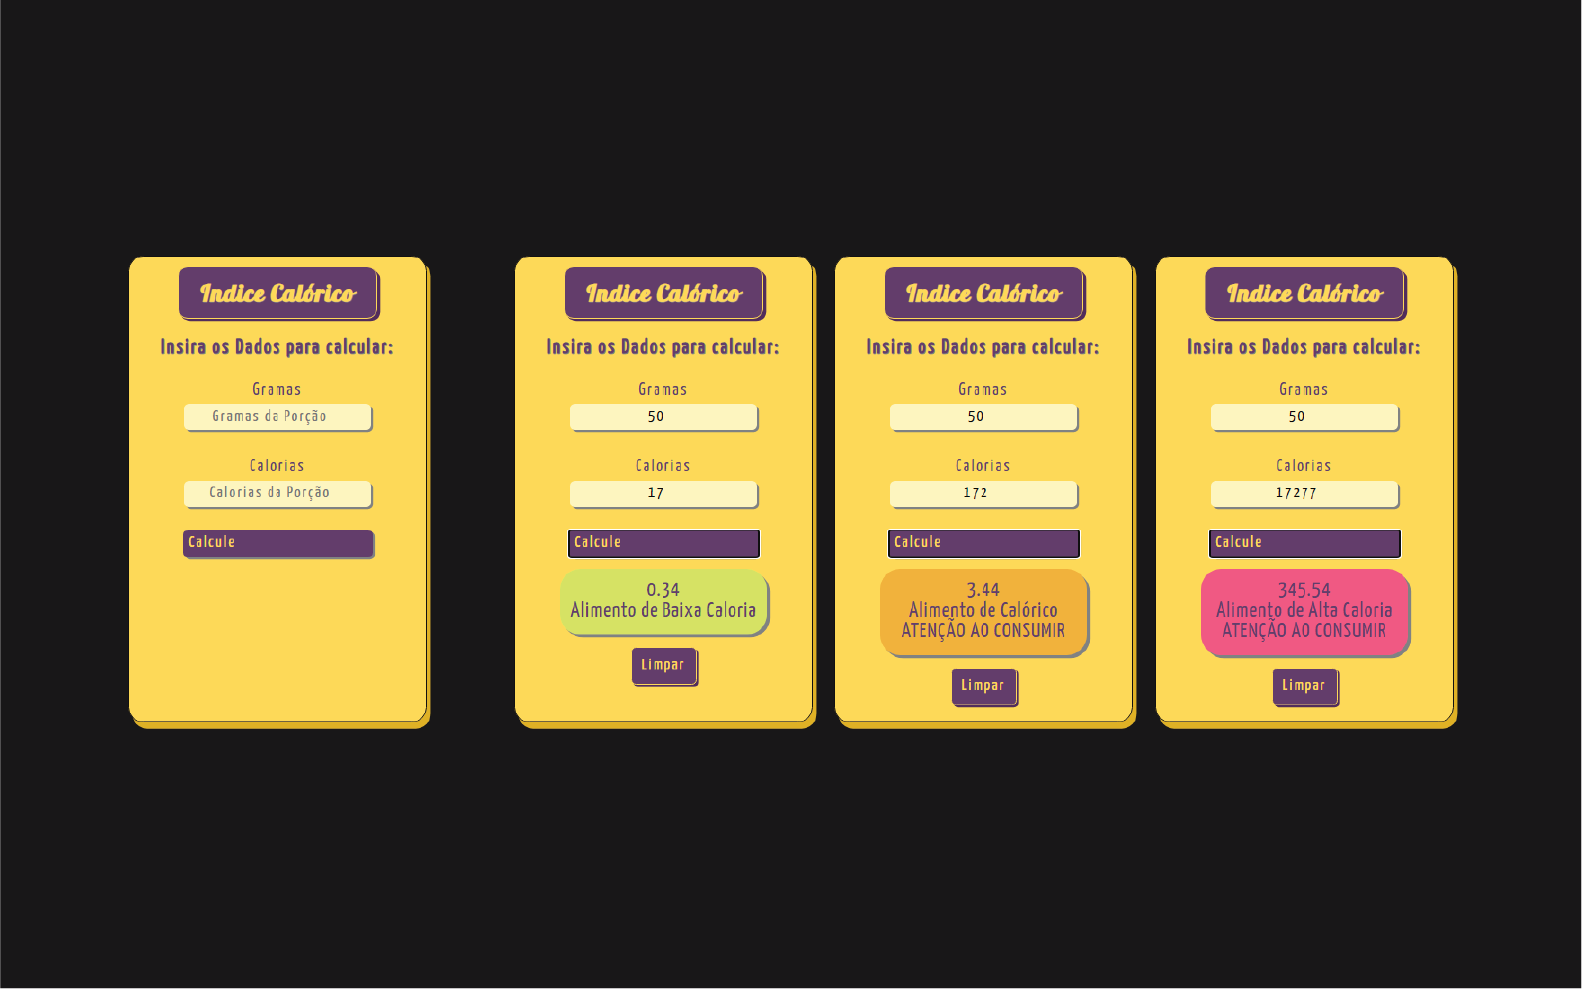 Indice Calórico
Insira os Dados para calcular:
Gramas
Gramas da Porção
Calorias
Calorias da Porção
Calcule
Indice Calórico
Insira os Dados para calcular:
Gramas
50
Calorias
17
Calcule
0.34
Alimento de Baixa Caloria
Limpar
Indice Calórico
Insira os Dados para calcular:
Gramas
50
Calorias
172
Calcule
3.44
Alimento de Calórico
ATENÇÃO AO CONSUMIR
Limpar
Indice Calórico
Insira os Dados para calcular:
Gramas
50
Calorias
17277
Calcule
345.54
Alimento de Alta Caloria
ATENÇÃO AO CONSUMIR
Limpar